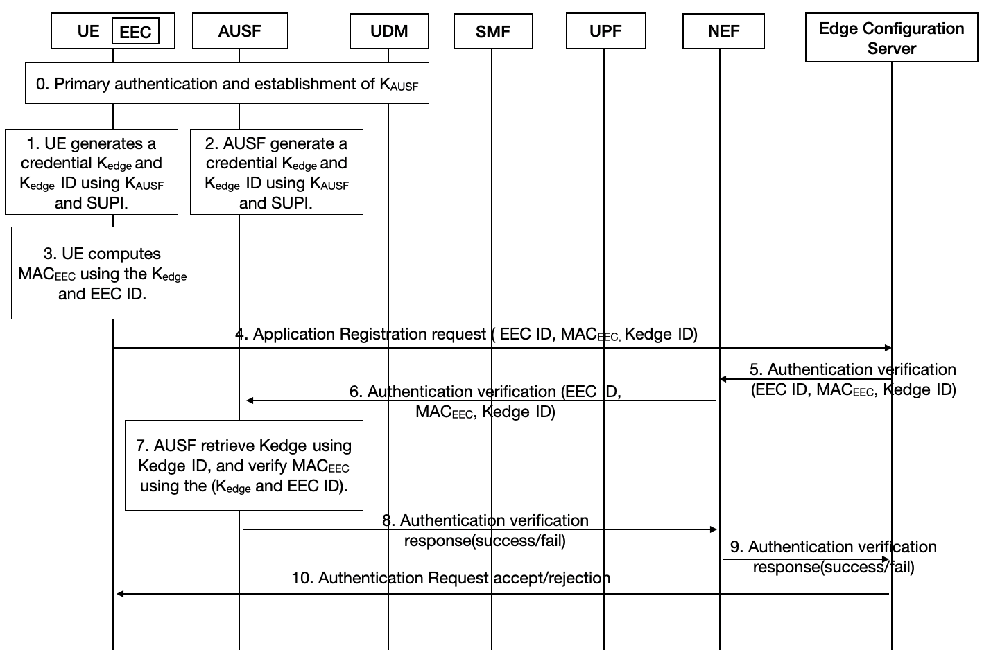 UE EEC
AUSF
UDM
SMF
UPF
NEF
Edge Configuration
Server
0. Primary authentication and establishment of KAUSF
1. UE generates a
credential Kedge and
Kedge ID using KAUSF
and SUPI.
2. AUSF generate a
credential Kedge and
Kedge ID using KAUSF
and SUPI.
3. UE computes
MACEEC using the Kedge
and EEC ID.
4. Application Registration request ( EEC ID, MACEEC, Kedge ID)
5. Authentication verification
(EEC ID, MACEEC, Kedge ID)
6. Authentication verification (EEC ID,
MACEEC, Kedge ID)
7. AUSF retrieve Kedge using
Kedge ID, and verify MACEEC
using the (Kedge and EEC ID).
8. Authentication verification
response(success/fail)
9. Authentication verification
response(success/fail)
10. Authentication Request accept/rejection